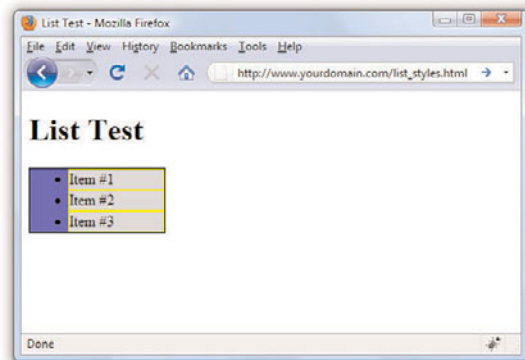 List Test - Mozilla Firefox
File Edit View History Bookmarks Tools Help
http://www.yourdomain.com/list_styles.html
List Test
• Item #1
• Item #2
• Item #3
Done